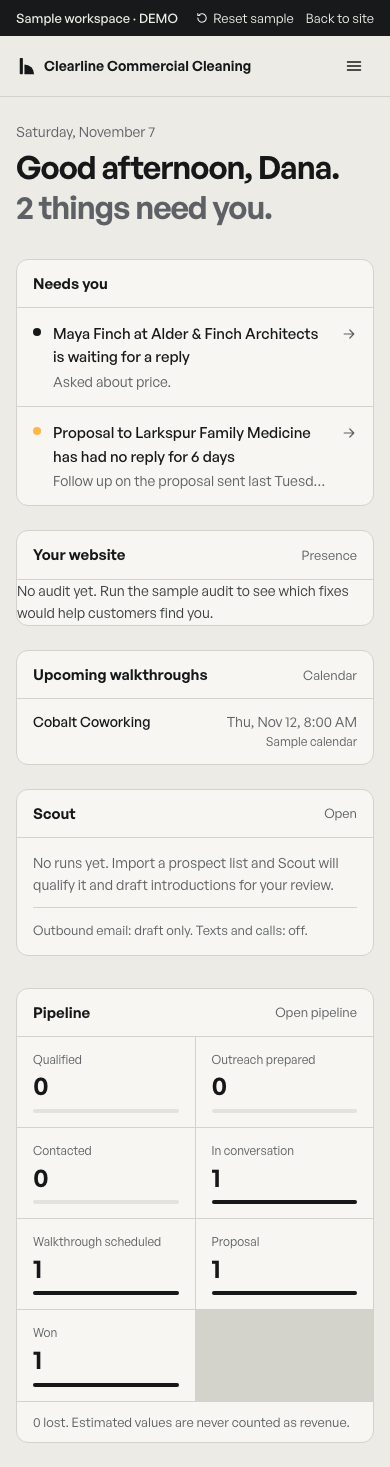 Sample workspace · DEMO
Reset sample
Back to site
Clearline Commercial Cleaning
Saturday, November 7
Good afternoon, Dana.
2 things need you.
Needs you
Maya Finch at Alder & Finch Architects
is waiting for a reply
Asked about price.
Proposal to Larkspur Family Medicine
has had no reply for 6 days
Follow up on the proposal sent last Tuesd...
Your website
Presence
No audit yet. Run the sample audit to see which fixes
would help customers find you.
Upcoming walkthroughs
Calendar
Cobalt Coworking
Thu, Nov 12, 8:00 AM
Sample calendar
Scout
Open
No runs yet. Import a prospect list and Scout will
qualify it and draft introductions for your review.
Outbound email: draft only. Texts and calls: off.
Pipeline
Open pipeline
Qualified
0
Outreach prepared
0
Contacted
0
In conversation
1
Walkthrough scheduled
1
Proposal
1
Won
1
0 lost. Estimated values are never counted as revenue.